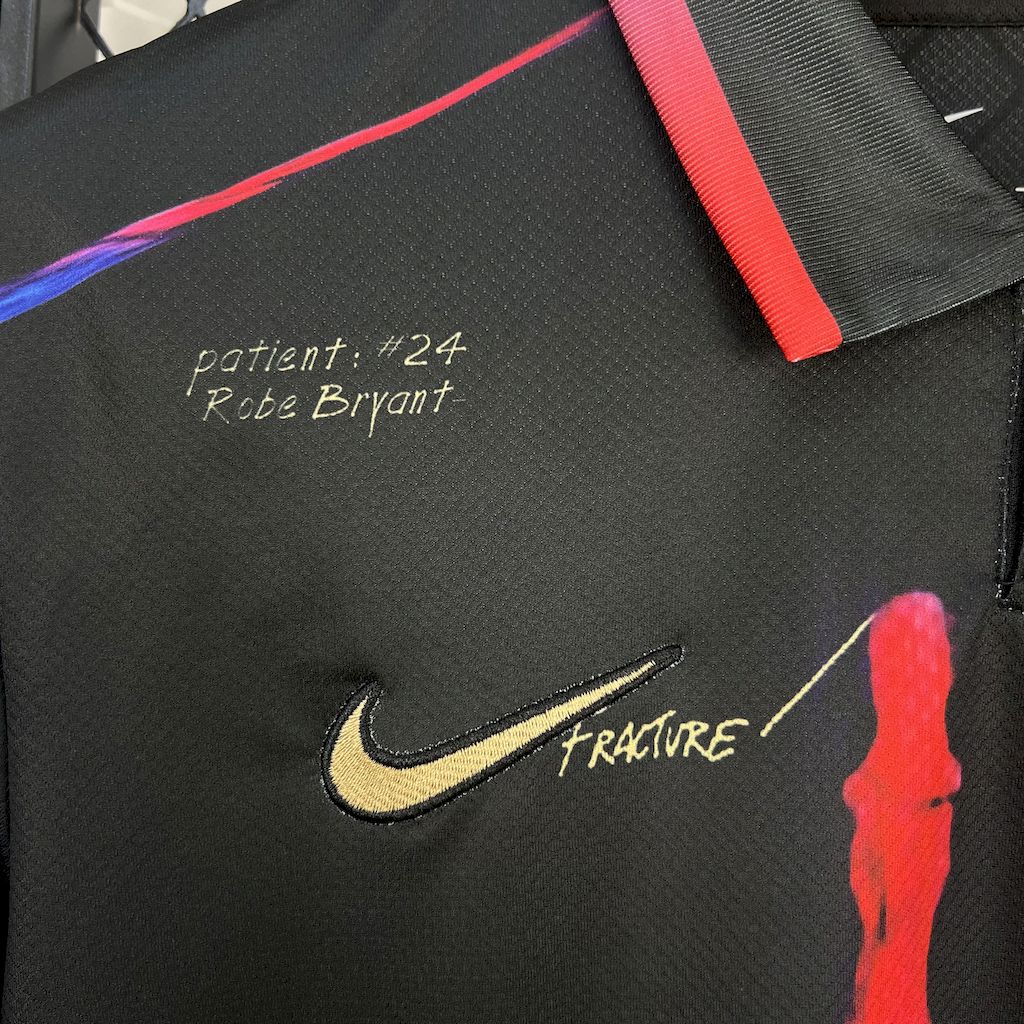 patient: #24
Robe Bryant
FRACTURE